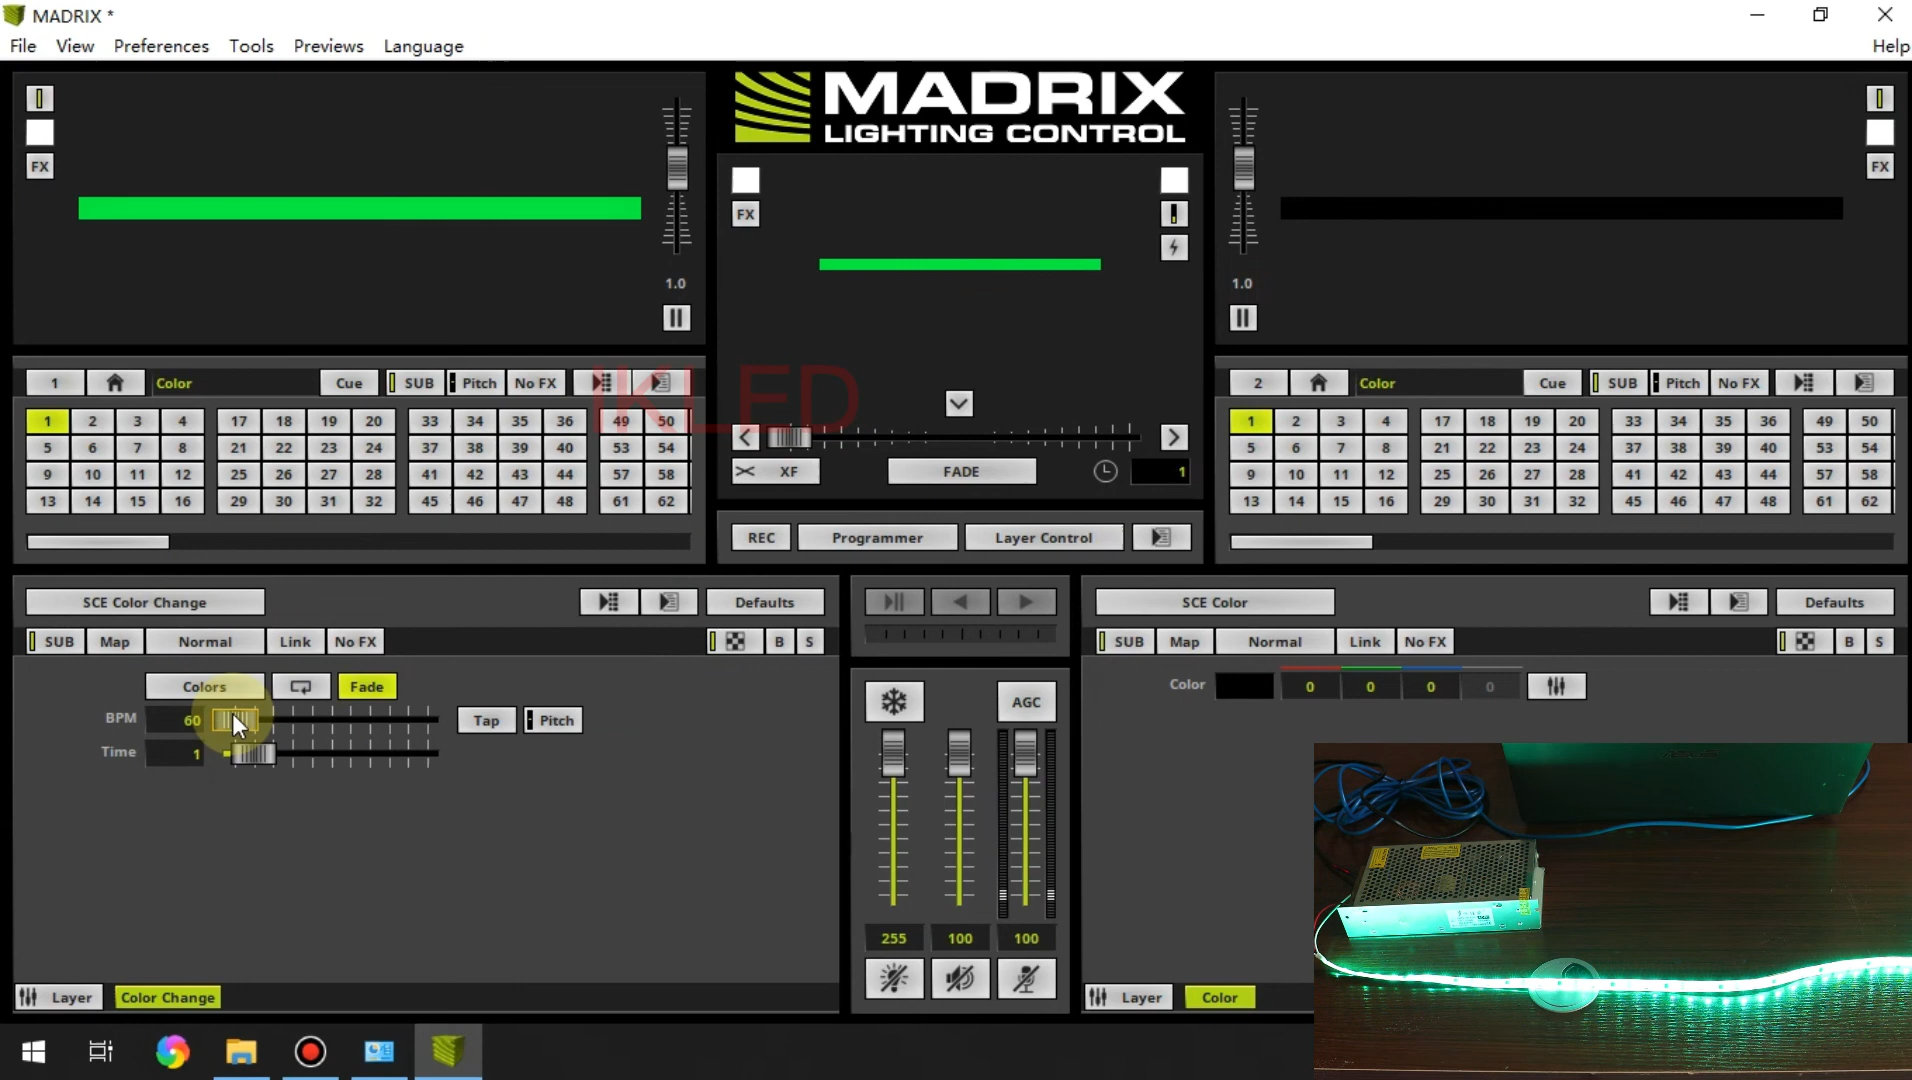 MADRIX *
File View Preferences Tools Previews Language Help
MADRIX
LIGHTING CONTROL
FX FX FX
1.0 1.0
IKLED
1 Color Cue SUB Pitch No FX
1 2 3 4 17 18 19 20 33 34 35 36 49 50
5 6 7 8 21 22 23 24 37 38 39 40 53 54
9 10 11 12 25 26 27 28 41 42 43 44 57 58
13 14 15 16 29 30 31 32 45 46 47 48 61 62
XF FADE 1
REC Programmer Layer Control
2 Color Cue SUB Pitch No FX
1 2 3 4 17 18 19 20 33 34 35 36 49 50
5 6 7 8 21 22 23 24 37 38 39 40 53 54
9 10 11 12 25 26 27 28 41 42 43 44 57 58
13 14 15 16 29 30 31 32 45 46 47 48 61 62
SCE Color Change Defaults
SUB Map Normal Link No FX B S
Colors Fade
BPM 60 Tap Pitch
Time 1
Layer Color Change
AGC
255 100 100
SCE Color Defaults
SUB Map Normal Link No FX B S
Color 0 0 0 0
Layer Color